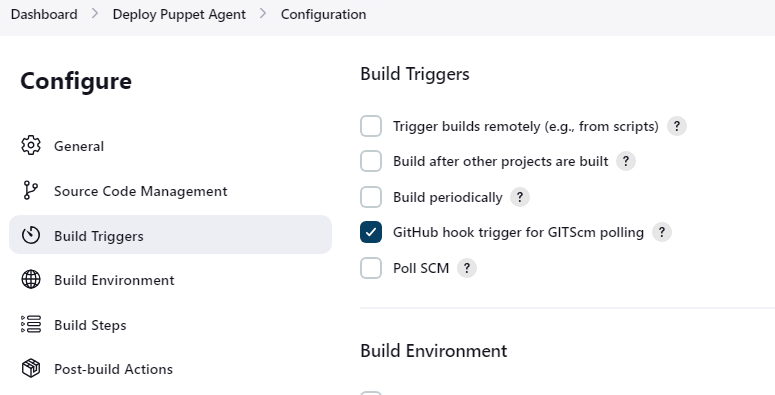 Dashboard > Deploy Puppet Agent > Configuration
Configure
General
Source Code Management
Build Triggers
Build Environment
Build Steps
Post-build Actions
Build Triggers
Trigger builds remotely (e.g., from scripts) ?
Build after other projects are built ?
Build periodically ?
GitHub hook trigger for GITScm polling ?
Poll SCM ?
Build Environment